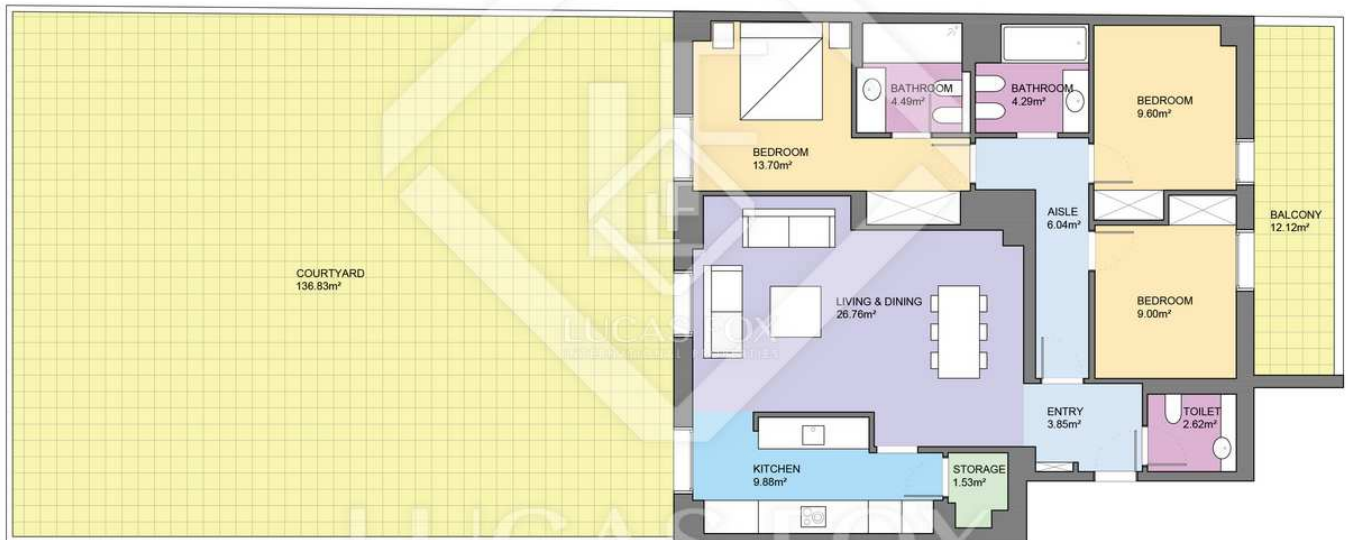 BATHROOM
4.49m²
BATHROOM
4.29m²
BEDROOM
9.60m²
BEDROOM
13.70m²
AISLE
6.04m²
BALCONY
12.12m²
COURTYARD
136.83m²
LIVING & DINING
26.76m²
BEDROOM
9.00m²
LUCAS FOX
INTERNATIONAL PROPERTIES
ENTRY
3.85m²
TOILET
2.62m²
KITCHEN
9.88m²
STORAGE
1.53m²
LUCAS FOX